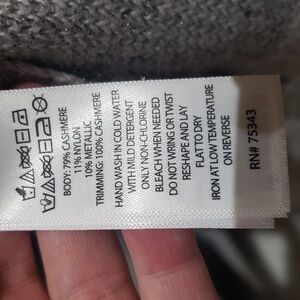 BODY: 79% CASHMERE
11% NYLON
10% METALLIC
TRIMMING: 100% CASHMERE
HAND WASH IN COLD WATER
WITH MILD DETERGENT
ONLY NON-CHLORINE
BLEACH WHEN NEEDED
DO NOT WRING OR TWIST
RESHAPE AND LAY
FLAT TO DRY
IRON AT LOW TEMPERATURE
ON REVERSE
RN# 75343